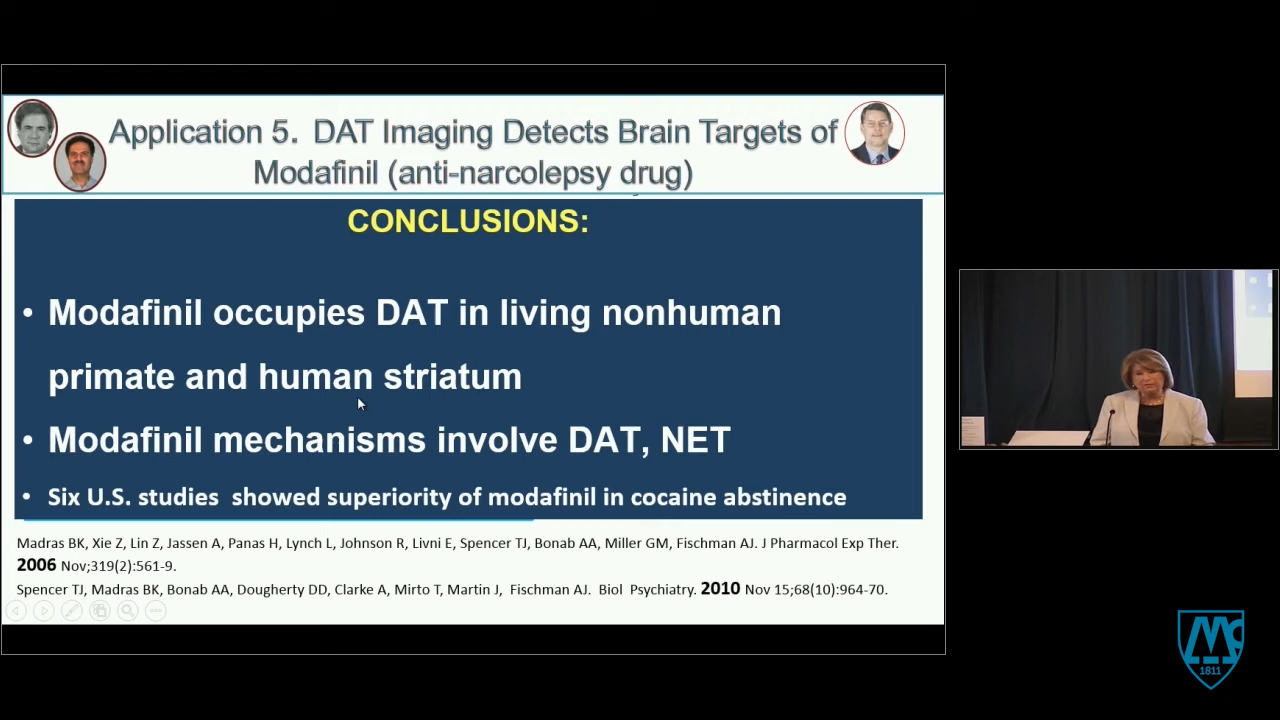 Application 5. DAT Imaging Detects Brain Targets of
Modafinil (anti-narcolepsy drug)
CONCLUSIONS:
• Modafinil occupies DAT in living nonhuman
primate and human striatum
• Modafinil mechanisms involve DAT, NET
• Six U.S. studies showed superiority of modafinil in cocaine abstinence
Madras BK, Xie Z, Lin Z, Jassen A, Panas H, Lynch L, Johnson R, Livni E, Spencer TJ, Bonab AA, Miller GM, Fischman AJ. J Pharmacol Exp Ther.
2006 Nov;319(2):561-9.
Spencer TJ, Madras BK, Bonab AA, Dougherty DD, Clarke A, Mirto T, Martin J, Fischman AJ. Biol Psychiatry. 2010 Nov 15;68(10):964-70.
1811